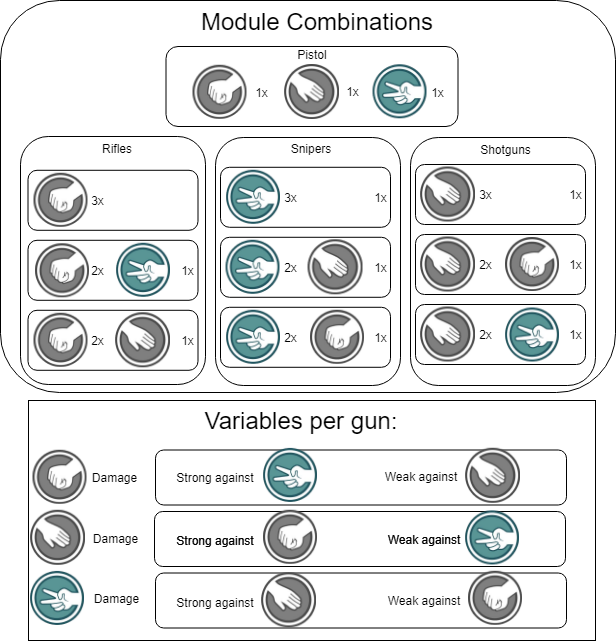 Module Combinations
Pistol
1x 1x 1x
Rifles
3x
2x 1x
2x 1x
Snipers
3x 1x
2x 1x
2x 1x
Shotguns
3x 1x
2x 1x
2x 1x
Variables per gun:
Damage Strong against Weak against
Damage Strong against Weak against
Damage Strong against Weak against